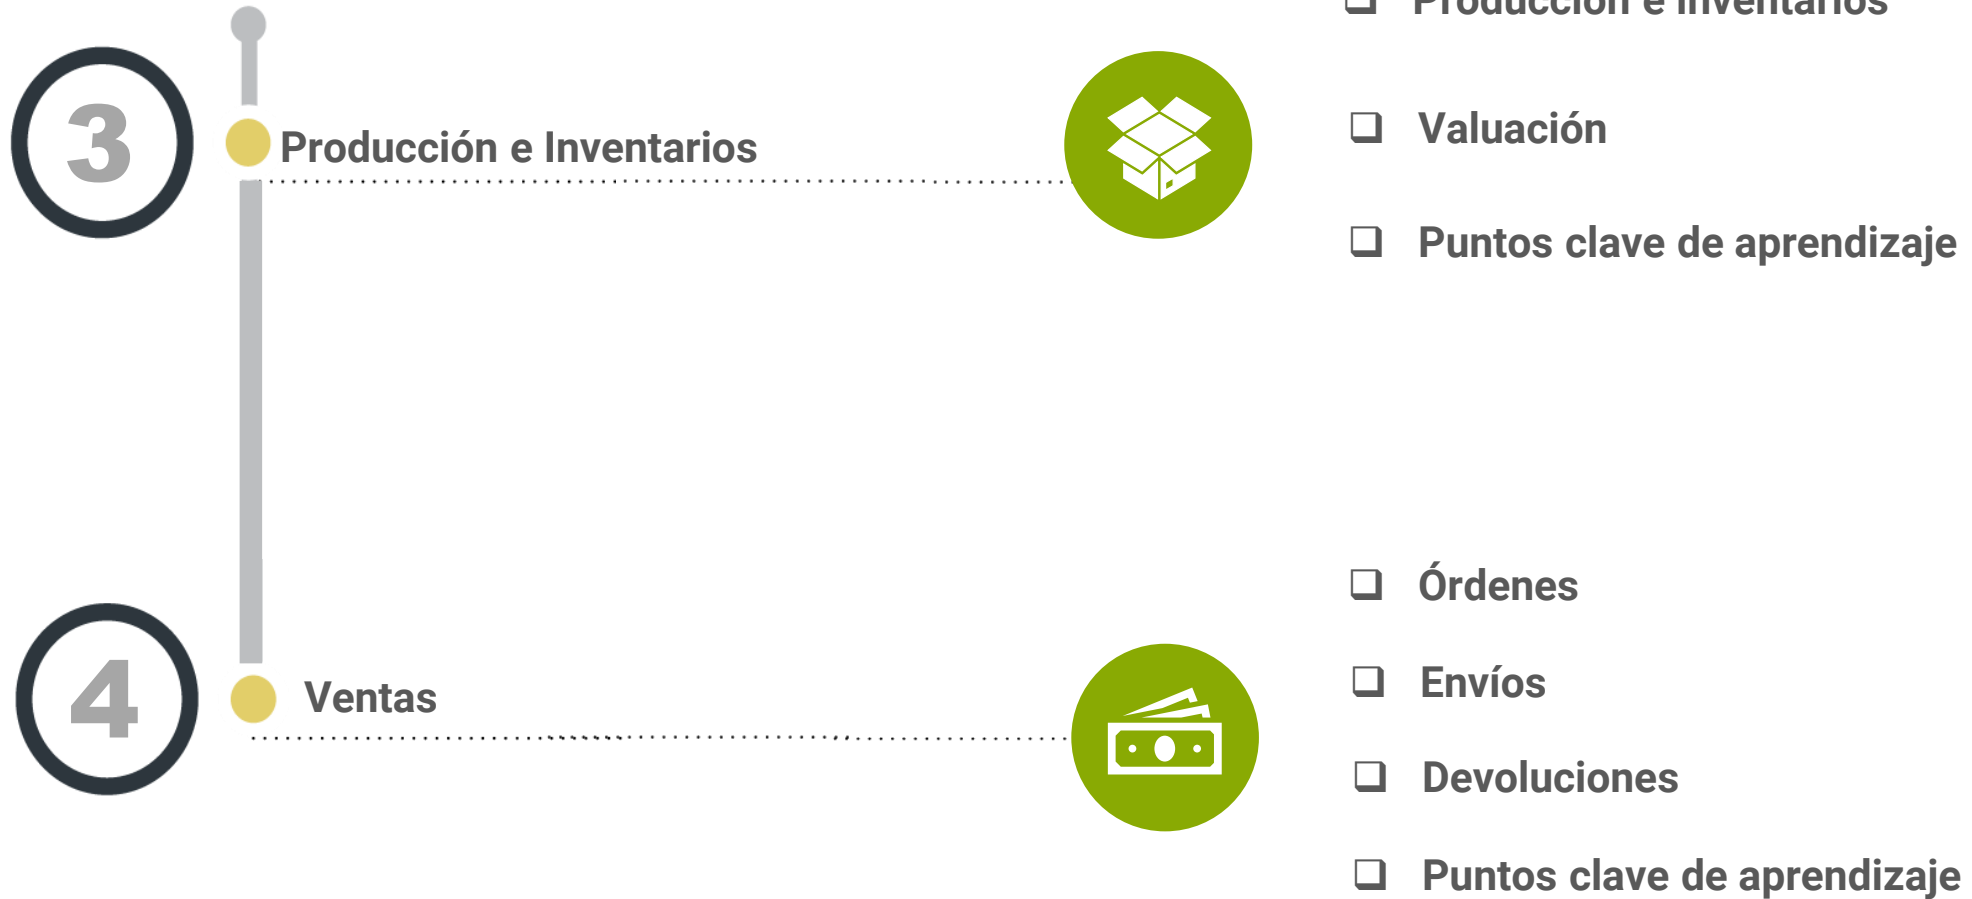 Producción e Inventarios
3
Producción e Inventarios
Valuación
Puntos clave de aprendizaje
Órdenes
4
Ventas
Envíos
Devoluciones
Puntos clave de aprendizaje